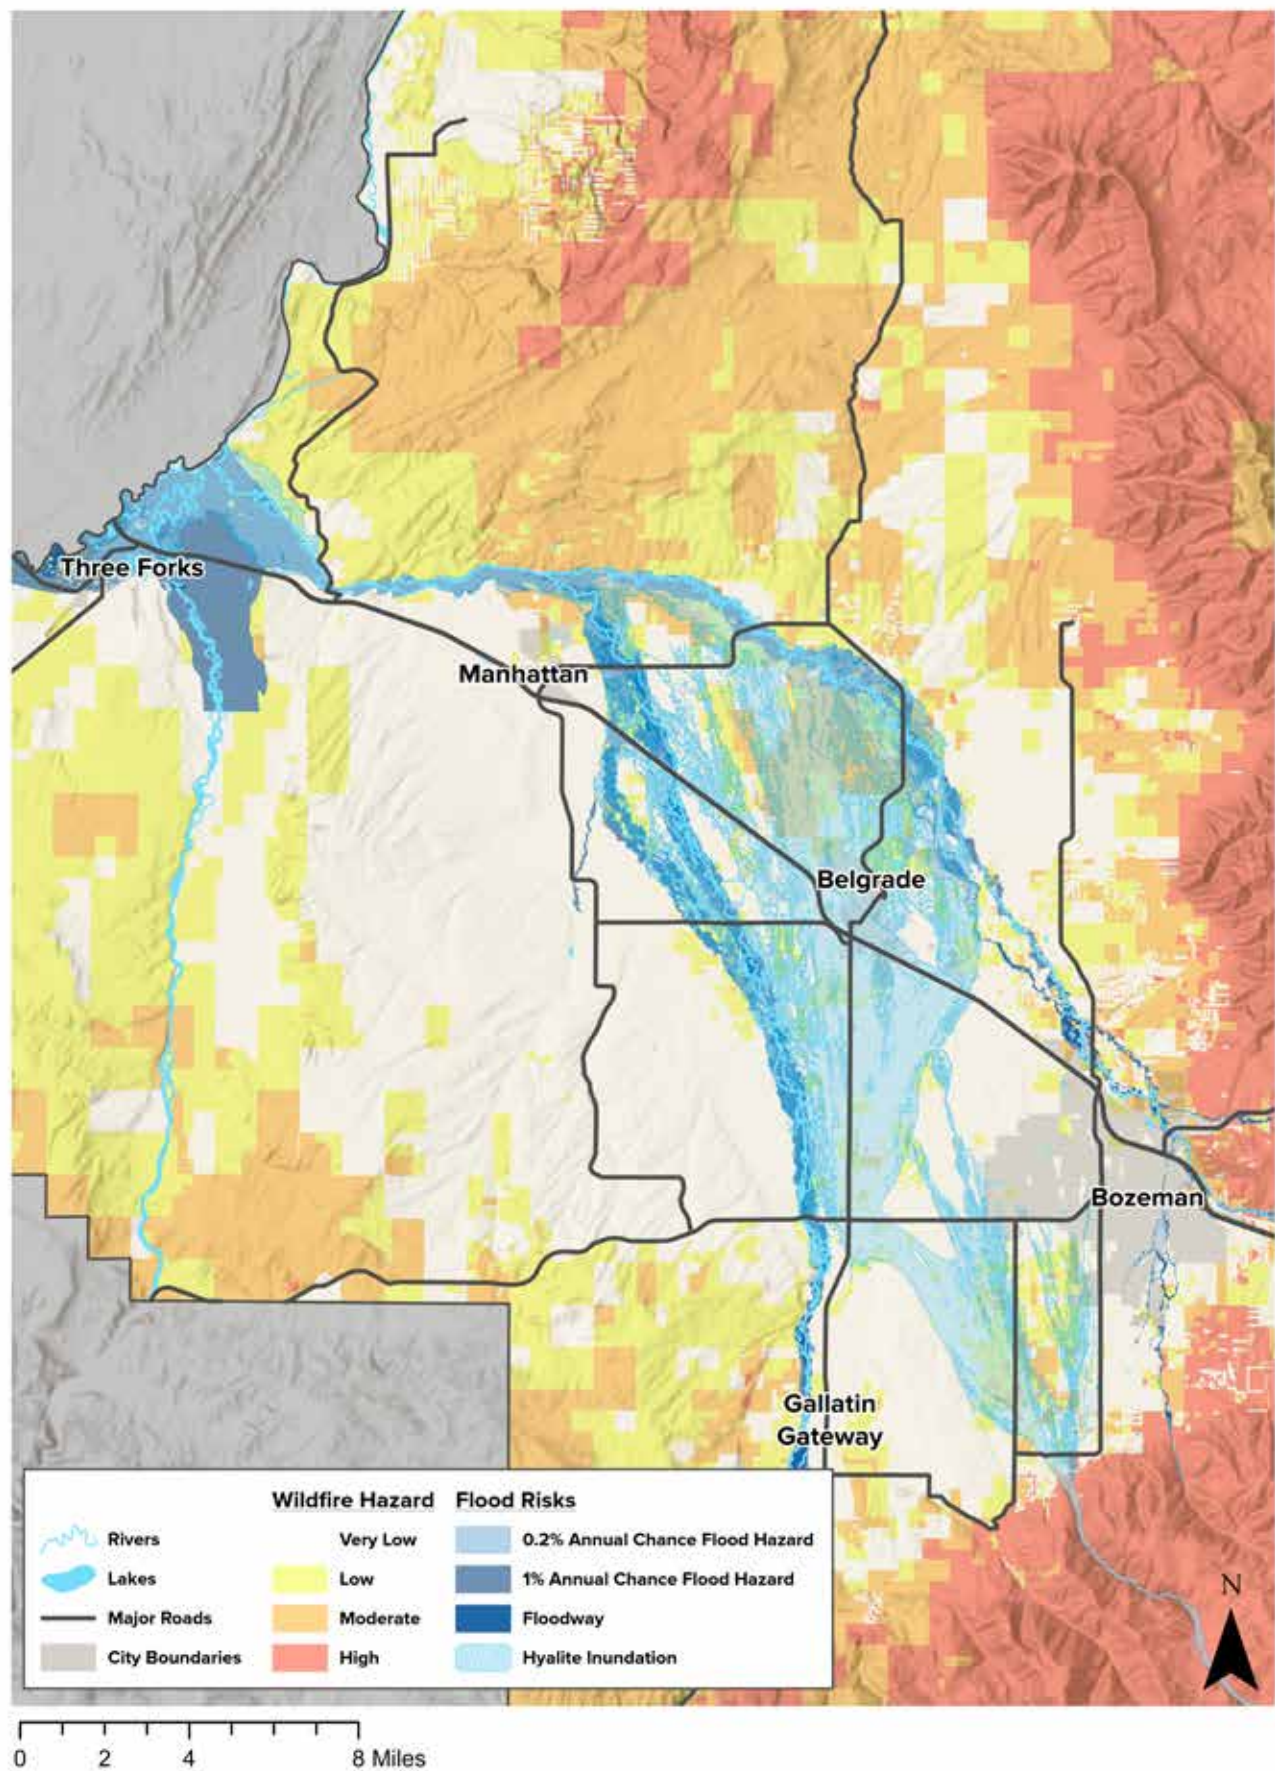 Three Forks
Manhattan
Belgrade
Bozeman
Gallatin
Gateway
Wildfire Hazard
Flood Risks
Rivers
Very Low
0.2% Annual Chance Flood Hazard
Lakes
Low
1% Annual Chance Flood Hazard
Major Roads
Moderate
Floodway
City Boundaries
High
Hyalite Inundation
N
0 2 4 8 Miles